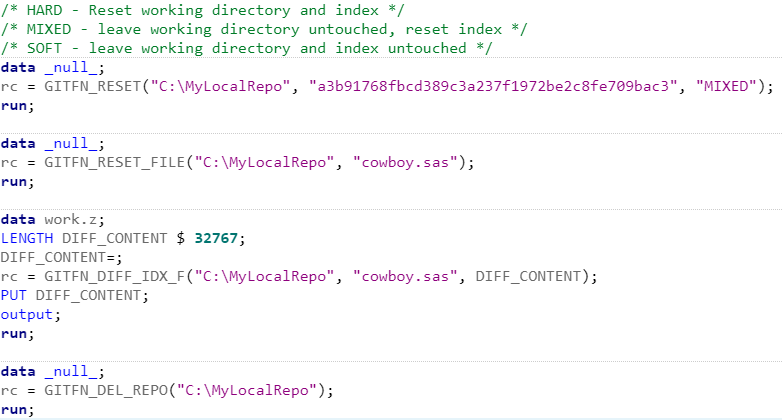 /* HARD - Reset working directory and index */
/* MIXED - leave working directory untouched, reset index */
/* SOFT - leave working directory and index untouched */
data _null_;
rc = GITFN_RESET("C:\MyLocalRepo", "a3b91768fbcd389c3a237f1972be2c8fe709bac3", "MIXED");
run;
data _null_;
rc = GITFN_RESET_FILE("C:\MyLocalRepo", "cowboy.sas");
run;
data work.z;
LENGTH DIFF_CONTENT $ 32767;
DIFF_CONTENT=;
rc = GITFN_DIFF_IDX_F("C:\MyLocalRepo", "cowboy.sas", DIFF_CONTENT);
PUT DIFF_CONTENT;
output;
run;
data _null_;
rc = GITFN_DEL_REPO("C:\MyLocalRepo");
run;